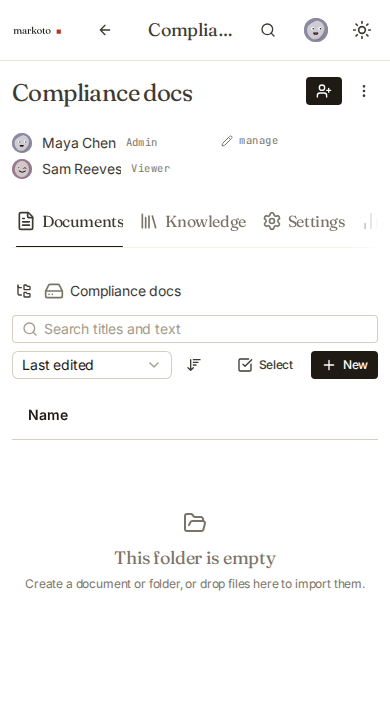 markoto
Complia...
Compliance docs
Maya Chen Admin
manage
Sam Reeves Viewer
Documents Knowledge Settings
Compliance docs
Search titles and text
Last edited
Select
New
Name
This folder is empty
Create a document or folder, or drop files here to import them.